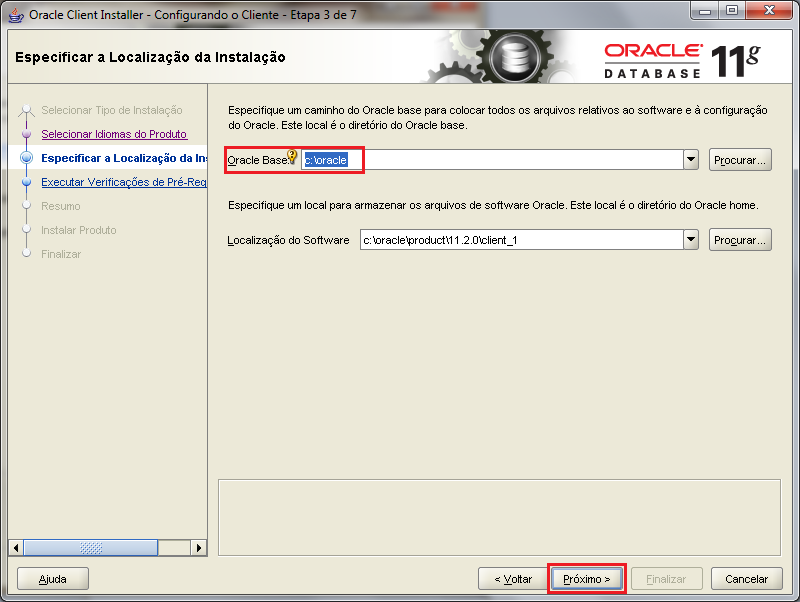 Oracle Client Installer - Configurando o Cliente - Etapa 3 de 7
Especificar a Localização da Instalação
ORACLE
DATABASE
11g
Selecionar Tipo de Instalação
Selecionar Idiomas do Produto
Especificar a Localização da Ins
Executar Verificações de Pré-Req
Resumo
Instalar Produto
Finalizar
Especifique um caminho do Oracle base para colocar todos os arquivos relativos ao software e à configuração
do Oracle. Este local é o diretório do Oracle base.
Oracle Base:
c:\oracle
Procurar...
Especifique um local para armazenar os arquivos de software Oracle. Este local é o diretório do Oracle home.
Localização do Software
c:\oracle\product\11.2.0\client_1
Procurar...
Ajuda
< Voltar
Próximo >
Finalizar
Cancelar